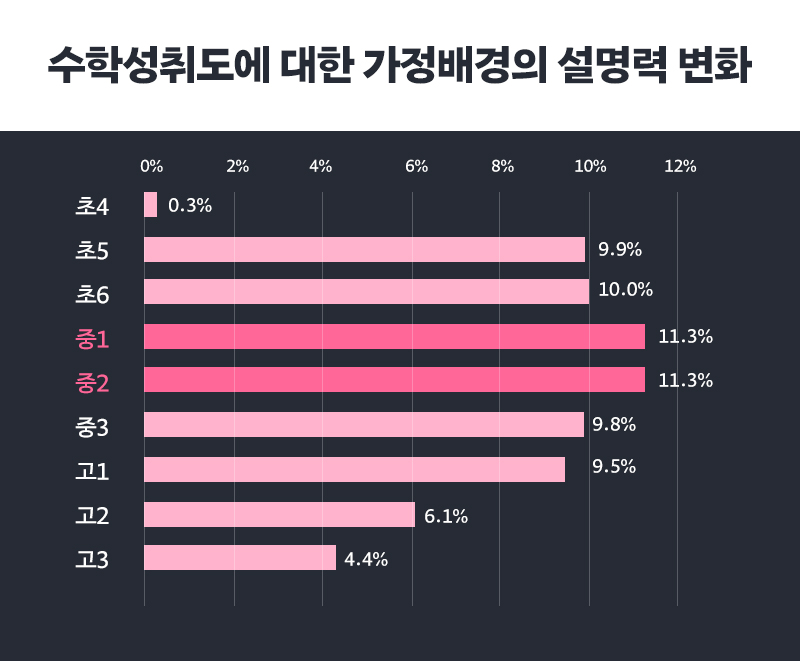 수학성취도에 대한 가정배경의 설명력 변화
0% 2% 4% 6% 8% 10% 12%
초4 0.3%
초5 9.9%
초6 10.0%
중1 11.3%
중2 11.3%
중3 9.8%
고1 9.5%
고2 6.1%
고3 4.4%